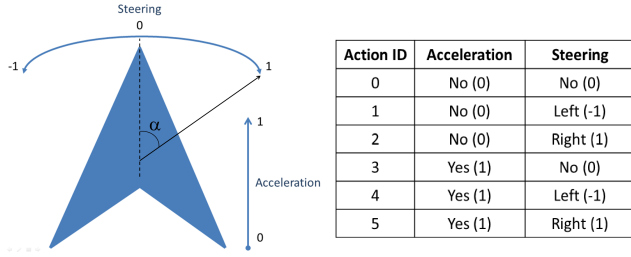 Steering
0
-1
1
α
1
Acceleration
0
Action ID Acceleration Steering
0 No (0) No (0)
1 No (0) Left (-1)
2 No (0) Right (1)
3 Yes (1) No (0)
4 Yes (1) Left (-1)
5 Yes (1) Right (1)